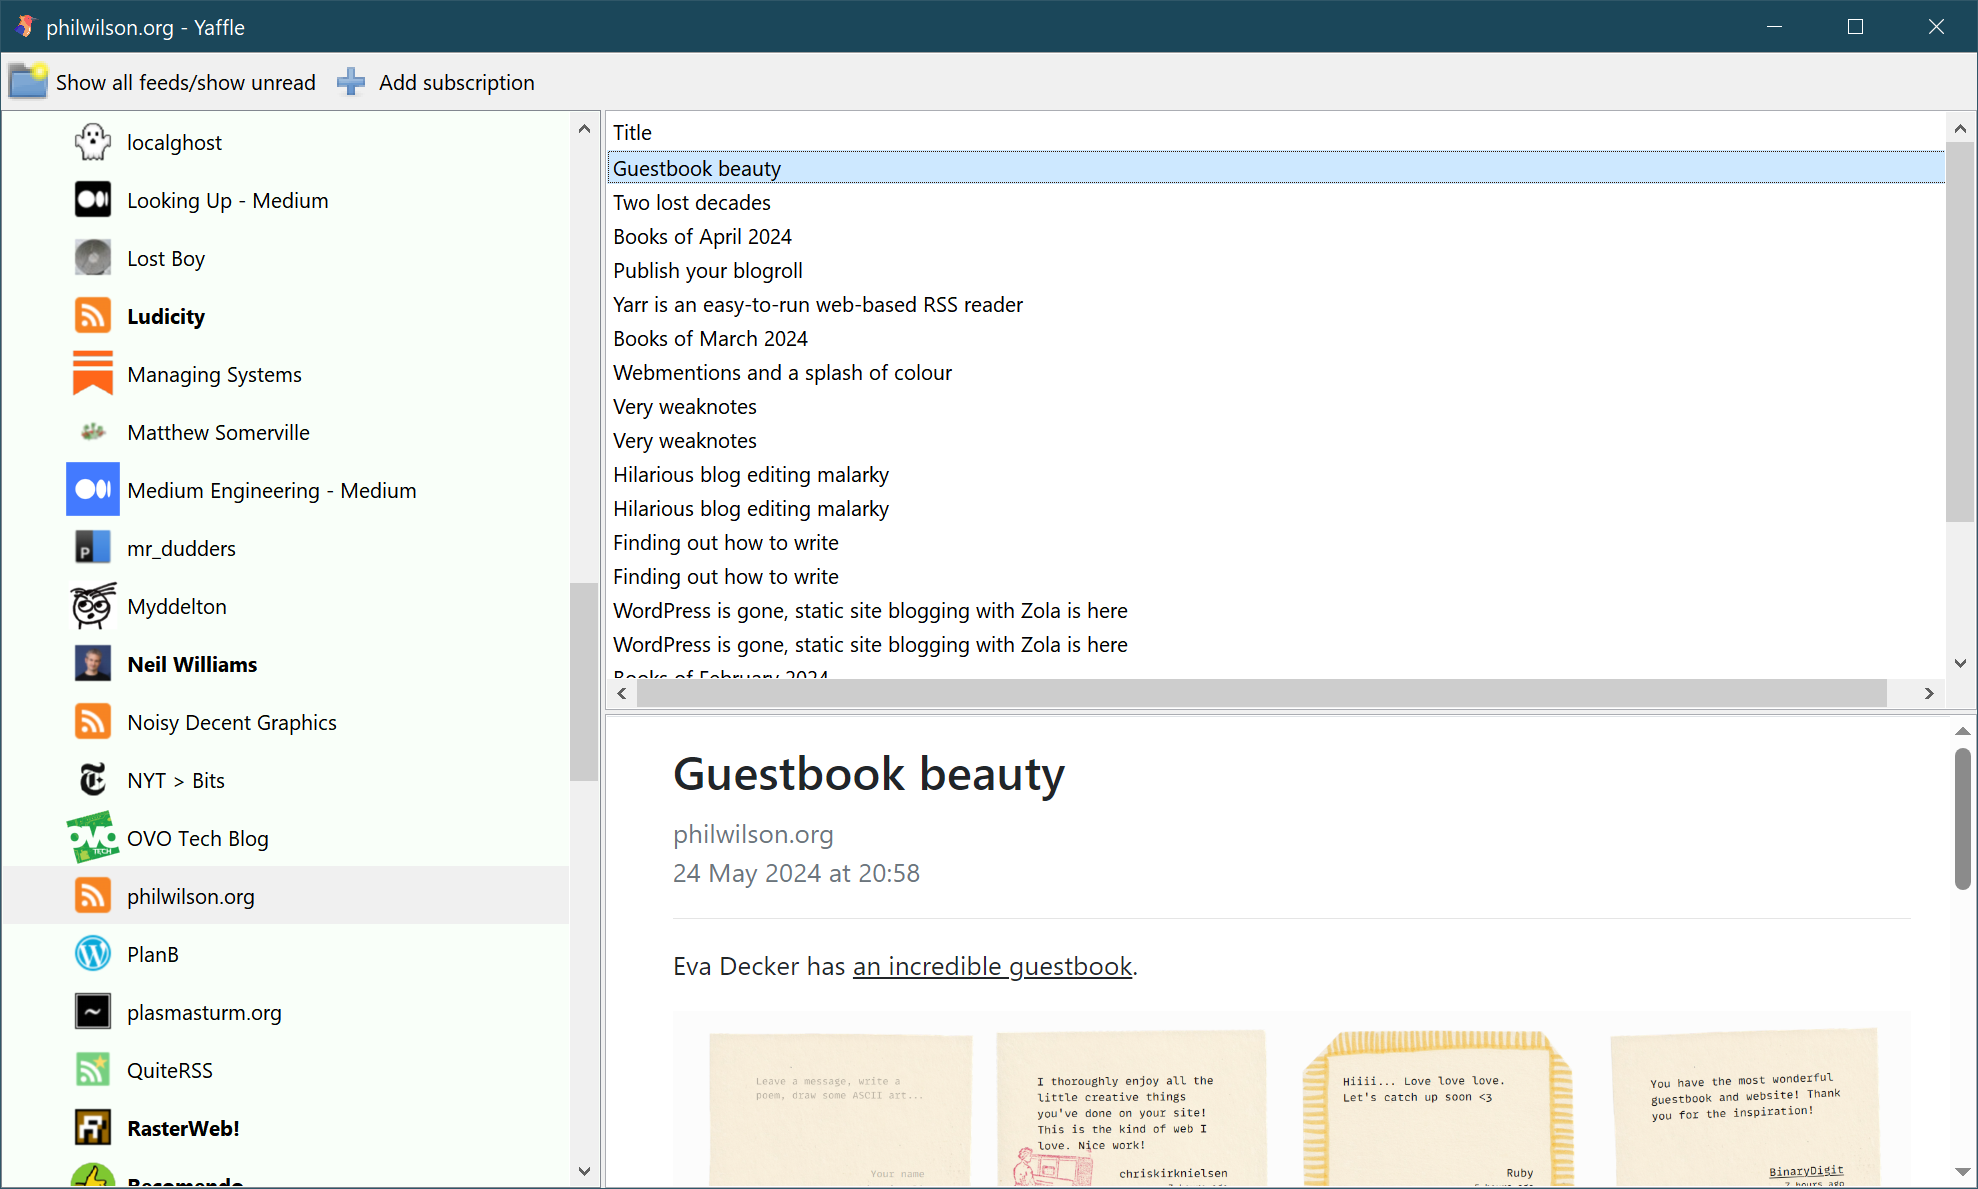 philwilson.org - Yaffle
Show all feeds/show unread
Add subscription
localghost
Looking Up - Medium
Lost Boy
Ludicity
Managing Systems
Matthew Somerville
Medium Engineering - Medium
mr_dudders
Myddelton
Neil Williams
Noisy Decent Graphics
NYT > Bits
OVO Tech Blog
philwilson.org
PlanB
plasmasturm.org
QuiteRSS
RasterWeb!
Recomendo
Title
Guestbook beauty
Two lost decades
Books of April 2024
Publish your blogroll
Yarr is an easy-to-run web-based RSS reader
Books of March 2024
Webmentions and a splash of colour
Very weaknotes
Very weaknotes
Hilarious blog editing malarky
Hilarious blog editing malarky
Finding out how to write
Finding out how to write
WordPress is gone, static site blogging with Zola is here
WordPress is gone, static site blogging with Zola is here
Books of February 2024
Guestbook beauty
philwilson.org
24 May 2024 at 20:58
Eva Decker has an incredible guestbook.
Leave a message, write a
poem, draw some ASCII art...
Your name
I thoroughly enjoy all the
little creative things
you've done on your site!
This is the kind of web I
love. Nice work!
chriskirknielsen
Hiiii... Love love love.
Let's catch up soon <3
Ruby
You have the most wonderful
guestbook and website! Thank
you for the inspiration!
BinaryDigit
7 hours ago